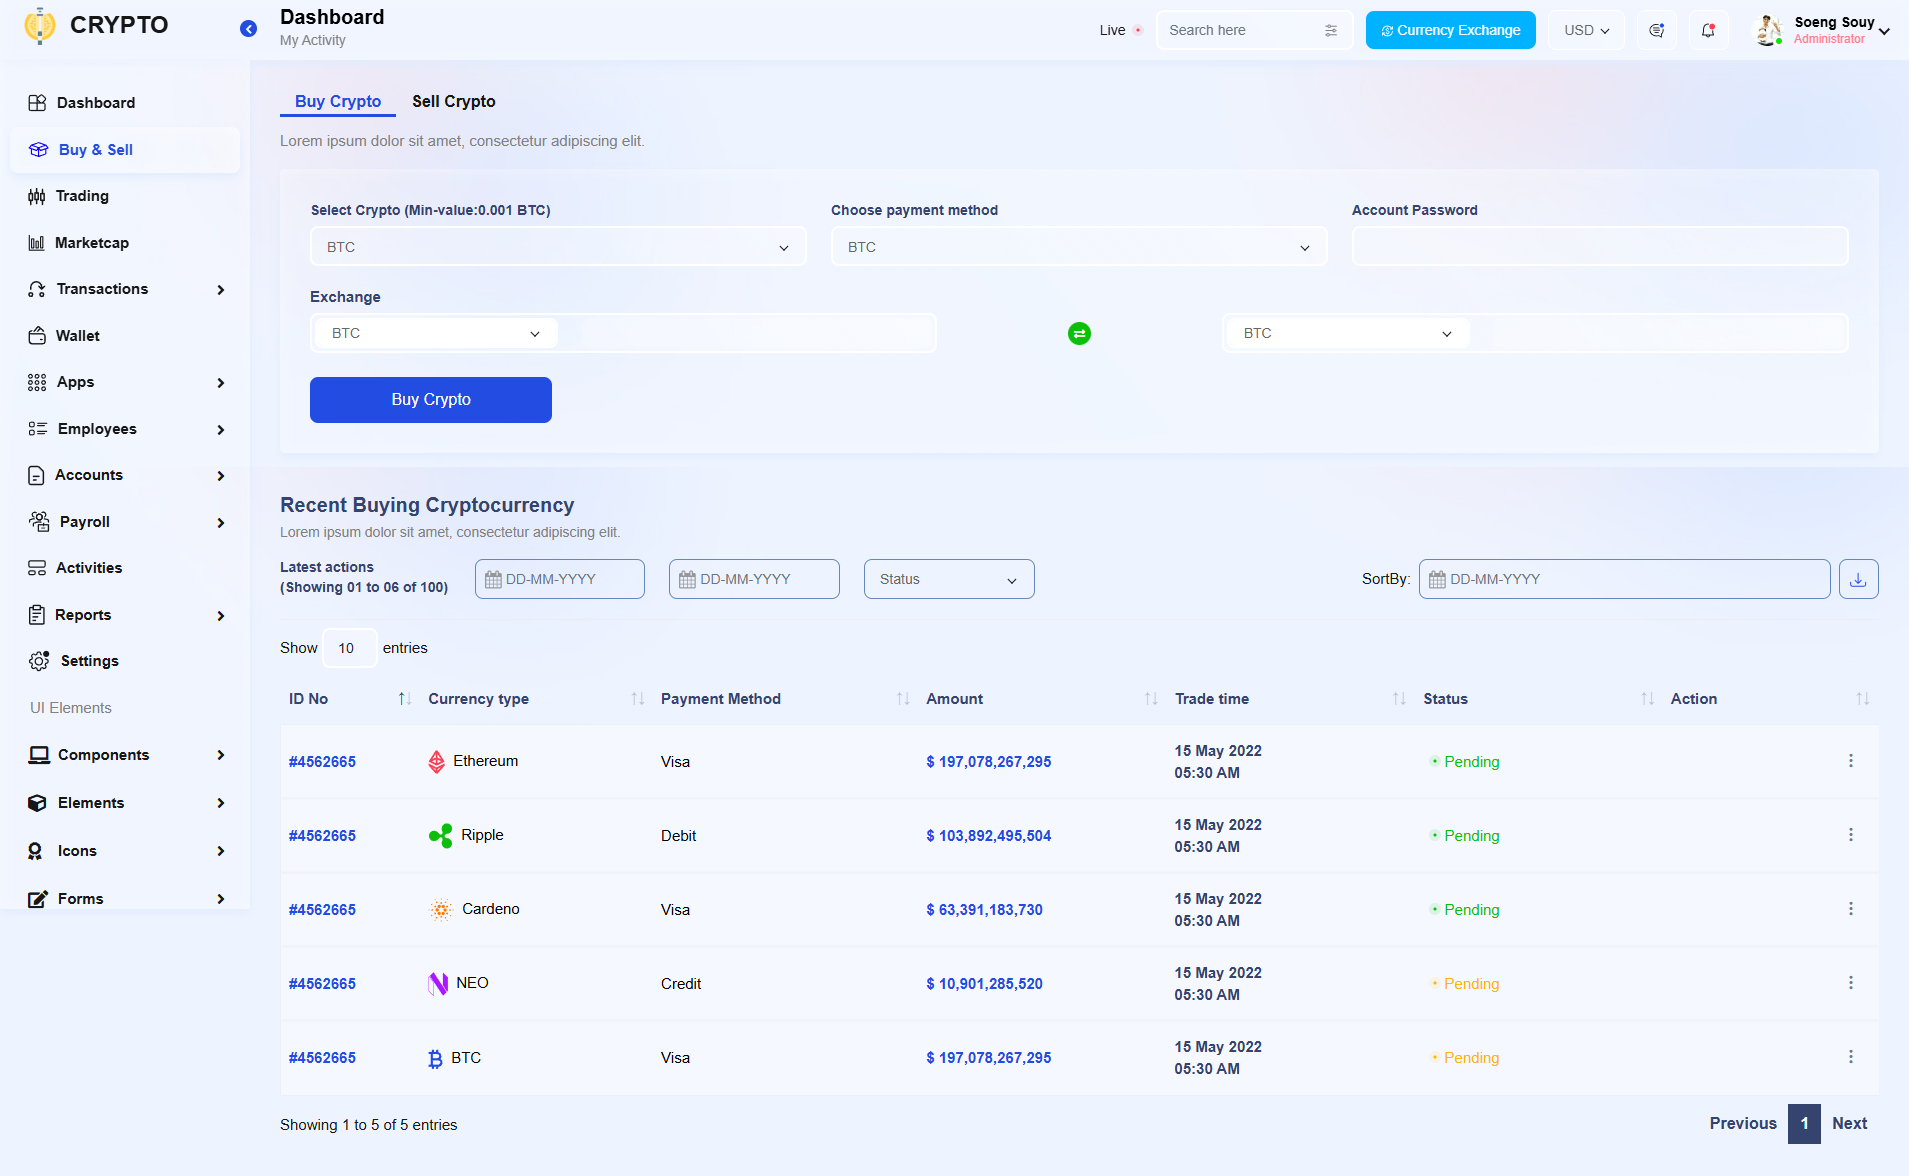 CRYPTO
Dashboard
My Activity
Live
Search here
Currency Exchange
USD
Soeng Souy
Administrator
Dashboard
Buy & Sell
Trading
Marketcap
Transactions
Wallet
Apps
Employees
Accounts
Payroll
Activities
Reports
Settings
UI Elements
Components
Elements
Icons
Forms
Buy Crypto Sell Crypto
Lorem ipsum dolor sit amet, consectetur adipiscing elit.
Select Crypto (Min-value:0.001 BTC) Choose payment method Account Password
BTC BTC
Exchange
BTC BTC
Buy Crypto
Recent Buying Cryptocurrency
Lorem ipsum dolor sit amet, consectetur adipiscing elit.
Latest actions
(Showing 01 to 06 of 100)
DD-MM-YYYY DD-MM-YYYY Status SortBy: DD-MM-YYYY
Show 10 entries
ID No Currency type Payment Method Amount Trade time Status Action
#4562665 Ethereum Visa $ 197,078,267,295 15 May 2022 Pending
05:30 AM
#4562665 Ripple Debit $ 103,892,495,504 15 May 2022 Pending
05:30 AM
#4562665 Cardeno Visa $ 63,391,183,730 15 May 2022 Pending
05:30 AM
#4562665 NEO Credit $ 10,901,285,520 15 May 2022 Pending
05:30 AM
#4562665 BTC Visa $ 197,078,267,295 15 May 2022 Pending
05:30 AM
Showing 1 to 5 of 5 entries
Previous 1 Next